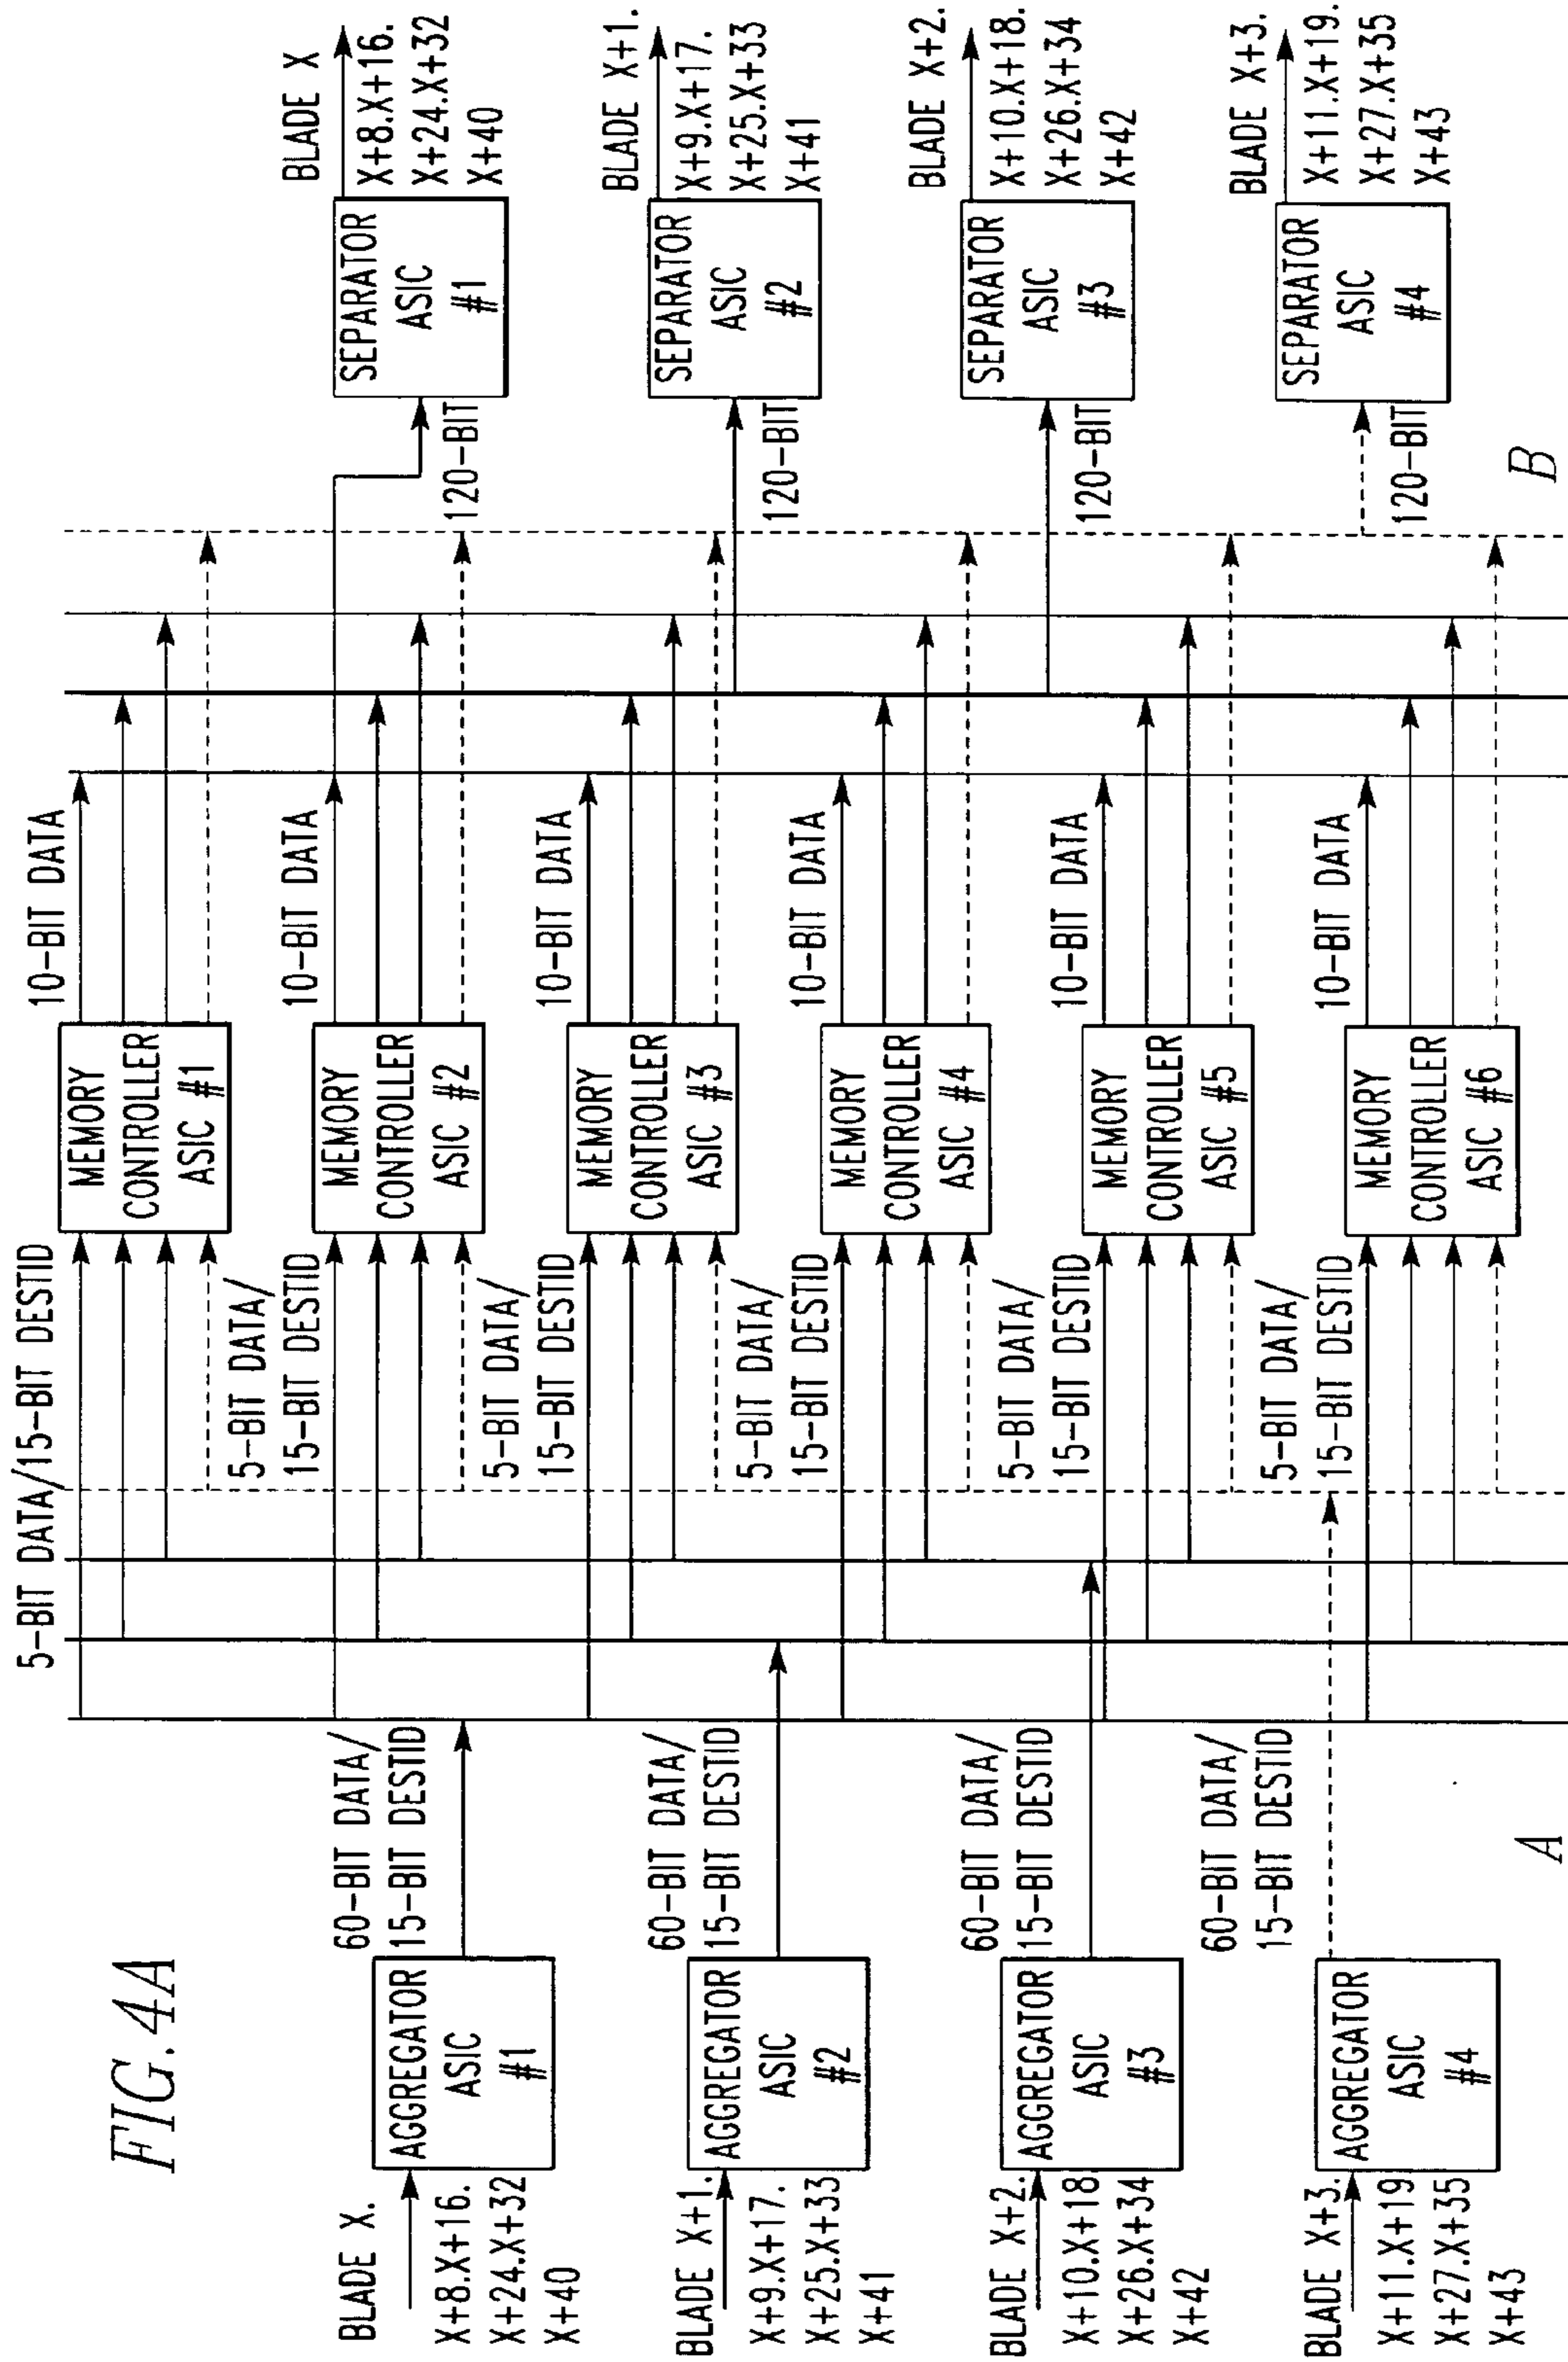 FIG. 4A
BLADE X.
X+8.X+16.
X+24.X+32
X+40
AGGREGATOR
ASIC
#1
60-BIT DATA/
15-BIT DESTID
BLADE X+1.
X+9.X+17.
X+25.X+33
X+41
AGGREGATOR
ASIC
#2
60-BIT DATA/
15-BIT DESTID
BLADE X+2.
X+10.X+18
X+26.X+34
X+42
AGGREGATOR
ASIC
#3
60-BIT DATA/
15-BIT DESTID
BLADE X+3.
X+11.X+19
X+27.X+35
X+43
AGGREGATOR
ASIC
#4
60-BIT DATA/
15-BIT DESTID
A
5-BIT DATA/15-BIT DESTID
MEMORY
CONTROLLER
ASIC #1
10-BIT DATA
5-BIT DATA/
15-BIT DESTID
MEMORY
CONTROLLER
ASIC #2
10-BIT DATA
5-BIT DATA/
15-BIT DESTID
MEMORY
CONTROLLER
ASIC #3
10-BIT DATA
5-BIT DATA/
15-BIT DESTID
MEMORY
CONTROLLER
ASIC #4
10-BIT DATA
5-BIT DATA/
15-BIT DESTID
MEMORY
CONTROLLER
ASIC #5
10-BIT DATA
5-BIT DATA/
15-BIT DESTID
MEMORY
CONTROLLER
ASIC #6
10-BIT DATA
120-BIT
SEPARATOR
ASIC
#1
BLADE X
X+8.X+16.
X+24.X+32
X+40
120-BIT
SEPARATOR
ASIC
#2
BLADE X+1.
X+9.X+17.
X+25.X+33
X+41
120-BIT
SEPARATOR
ASIC
#3
BLADE X+2.
X+10.X+18.
X+26.X+34
X+42
120-BIT
SEPARATOR
ASIC
#4
BLADE X+3.
X+11.X+19.
X+27.X+35
X+43
B